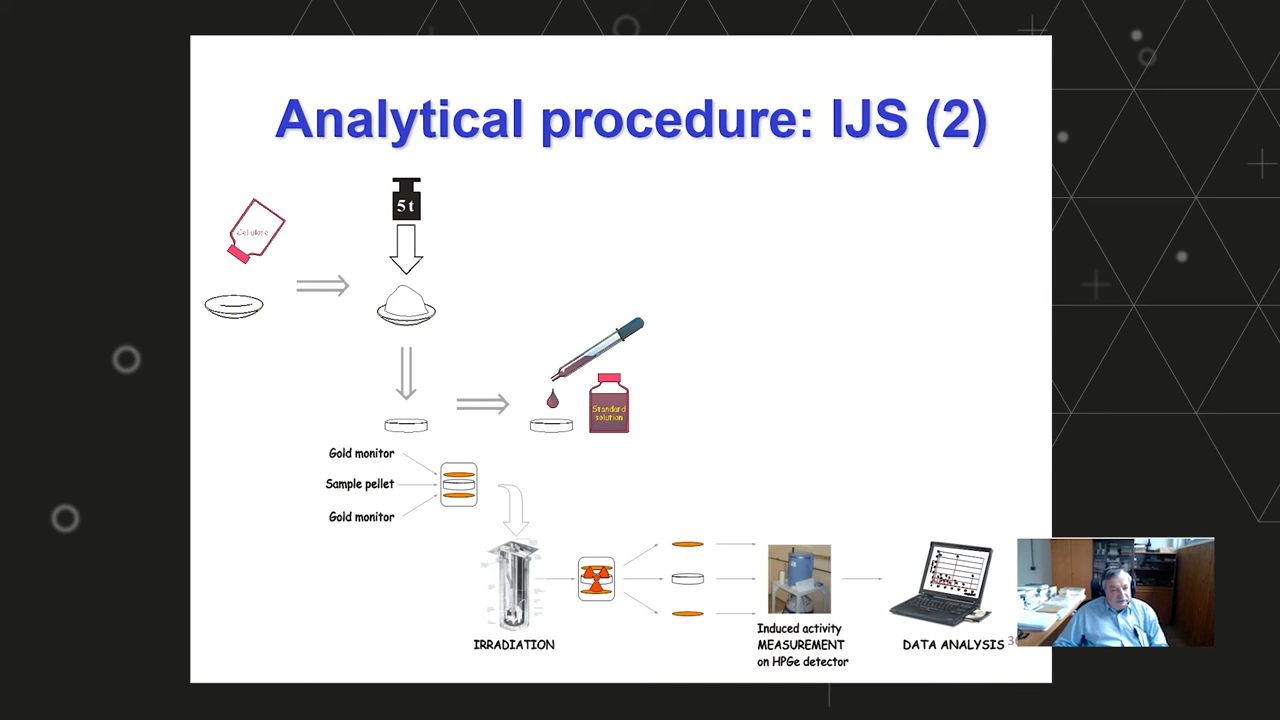 Analytical procedure: IJS (2)
5t
Cellulose
Standard
solution
Gold monitor
Sample pellet
Gold monitor
IRRADIATION
Induced activity
MEASUREMENT
on HPGe detector
DATA ANALYSIS